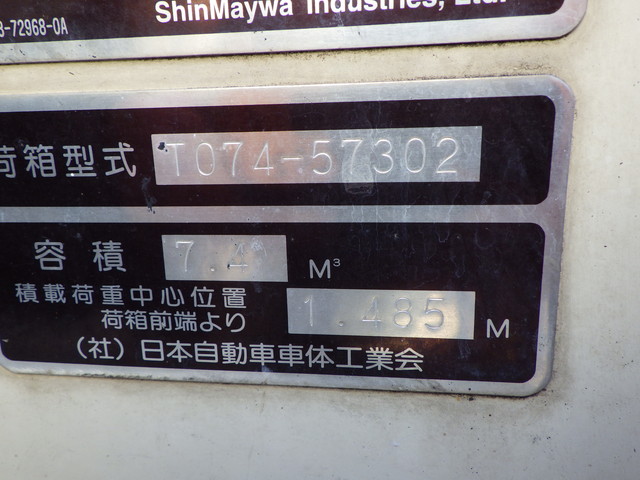 ShinMaywa Industries, Ltd.
3-72968-0A
荷箱型式 T074-57302
容積 7.4 M³
積載荷重中心位置
荷箱前端より 1.485 M
（社）日本自動車車体工業会